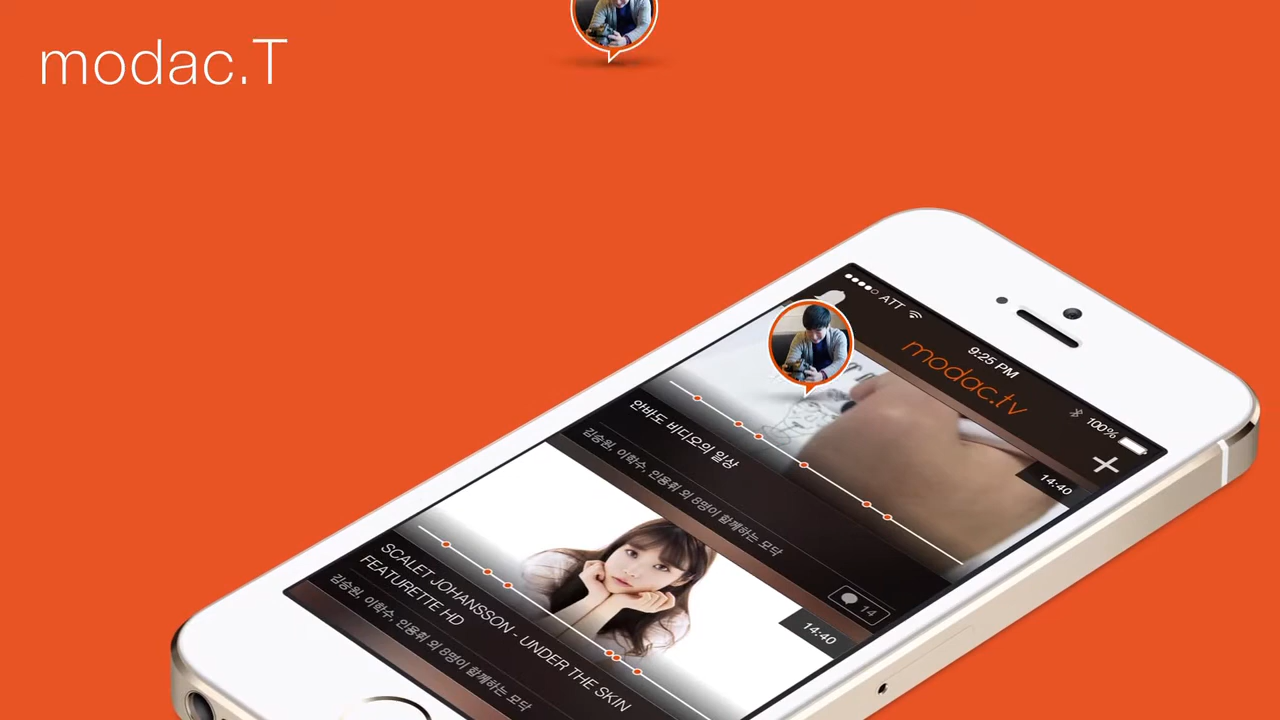 modac.T
ATT
9:25 PM
100%
modac.tv
14:40
안바도 비디오의 일상
김승원, 이학수, 인용휘 외 8명이 함께하는 모닥
14
14:40
SCALET JOHANSSON - UNDER THE SKIN
FEATURETTE HD
김승원, 이학수, 인용휘 외 8명이 함께하는 모닥